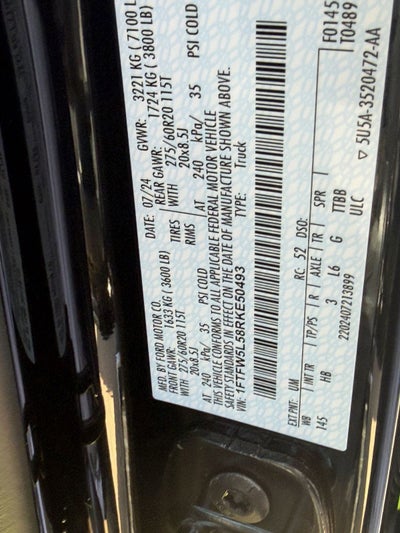 MFD. BY FORD MOTOR CO.
DATE: 07/24 GVWR: 3221 KG ( 7100 L
FRONT GAWR: 1633 KG ( 3600 LB) REAR GAWR: 1724 KG ( 3800 LB)
WITH 275/60R20 115T WITH 275/60R20 115T
20x8.5J RIMS 20x8.5J
AT 240 kPa/ 35 PSI COLD AT 240 kPa/ 35 PSI COLD
THIS VEHICLE CONFORMS TO ALL APPLICABLE FEDERAL MOTOR VEHICLE
SAFETY STANDARDS IN EFFECT ON THE DATE OF MANUFACTURE SHOWN ABOVE.
VIN: 1FTFW5L58RKE50493 TYPE: Truck
F0145
T0489
EXT PNT: UM RC: 52 DSO:
WB INT TR TP/PS R AXLE TR SPR
145 HB 3 L6 G TTBB
2202407213899 ULC
5U5A-3520472-AA